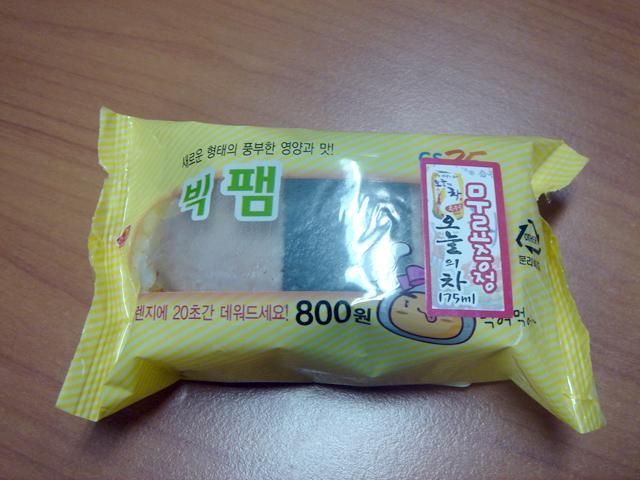 새로운 형태의 풍부한 영양과 맛!
GS25
빅 팸
무료증정
오늘의 차
175ml
렌지에 20초간 데워드세요! 800원